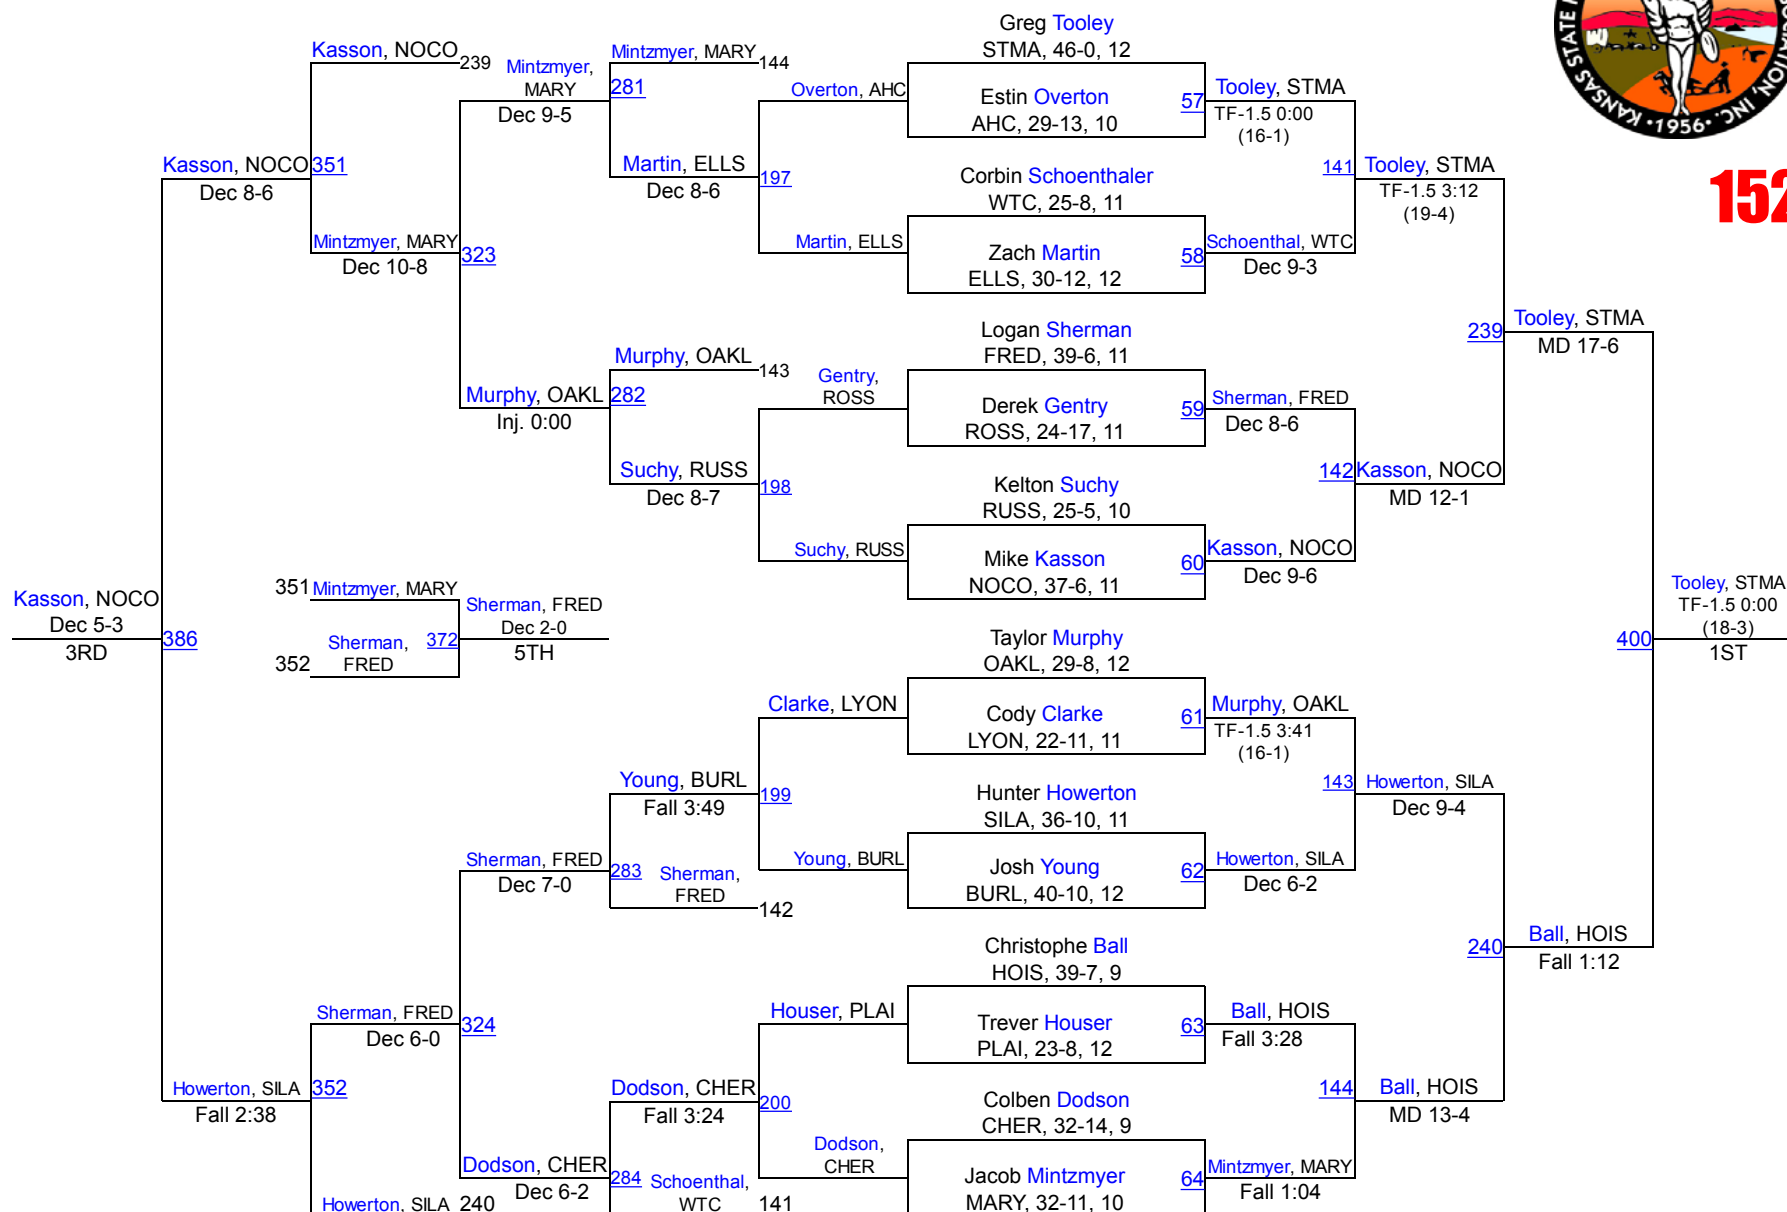 Greg Tooley
STMA, 46-0, 12
Estin Overton
AHC, 29-13, 10
Corbin Schoenthaler
WTC, 25-8, 11
Zach Martin
ELLS, 30-12, 12
Logan Sherman
FRED, 39-6, 11
Derek Gentry
ROSS, 24-17, 11
Kelton Suchy
RUSS, 25-5, 10
Mike Kasson
NOCO, 37-6, 11
Taylor Murphy
OAKL, 29-8, 12
Cody Clarke
LYON, 22-11, 11
Hunter Howerton
SILA, 36-10, 11
Josh Young
BURL, 40-10, 12
Christophe Ball
HOIS, 39-7, 9
Trever Houser
PLAI, 23-8, 12
Colben Dodson
CHER, 32-14, 9
Jacob Mintzmyer
MARY, 32-11, 10
57
Tooley, STMA
TF-1.5 0:00
(16-1)
58
Schoenthal, WTC
Dec 9-3
59
Sherman, FRED
Dec 8-6
60
Kasson, NOCO
Dec 9-6
61
Murphy, OAKL
TF-1.5 3:41
(16-1)
62
Howerton, SILA
Dec 6-2
63
Ball, HOIS
Fall 3:28
64
Mintzmyer, MARY
Fall 1:04
141
Tooley, STMA
TF-1.5 3:12
(19-4)
142
Kasson, NOCO
MD 12-1
143
Howerton, SILA
Dec 9-4
144
Ball, HOIS
MD 13-4
239
Tooley, STMA
MD 17-6
240
Ball, HOIS
Fall 1:12
400
Tooley, STMA
TF-1.5 0:00
(18-3)
1ST
Overton, AHC
Martin, ELLS
Gentry,
ROSS
Suchy, RUSS
Clarke, LYON
Young, BURL
Houser, PLAI
Dodson,
CHER
Mintzmyer, MARY
144
197
Martin, ELLS
Dec 8-6
Murphy, OAKL
143
198
Suchy, RUSS
Dec 8-7
199
Young, BURL
Fall 3:49
Sherman,
FRED
142
200
Dodson, CHER
Fall 3:24
Schoenthal,
WTC
141
281
Mintzmyer,
MARY
Dec 9-5
282
Murphy, OAKL
Inj. 0:00
283
Sherman, FRED
Dec 7-0
284
Dodson, CHER
Dec 6-2
Kasson, NOCO
239
323
Mintzmyer, MARY
Dec 10-8
324
Sherman, FRED
Dec 6-0
Howerton, SILA
240
351
Kasson, NOCO
Dec 8-6
352
Howerton, SILA
Fall 2:38
351
Mintzmyer, MARY
352
Sherman,
FRED
372
Sherman, FRED
Dec 2-0
5TH
386
Kasson, NOCO
Dec 5-3
3RD
KANSAS STATE
ATION, INC.
•1956•
152